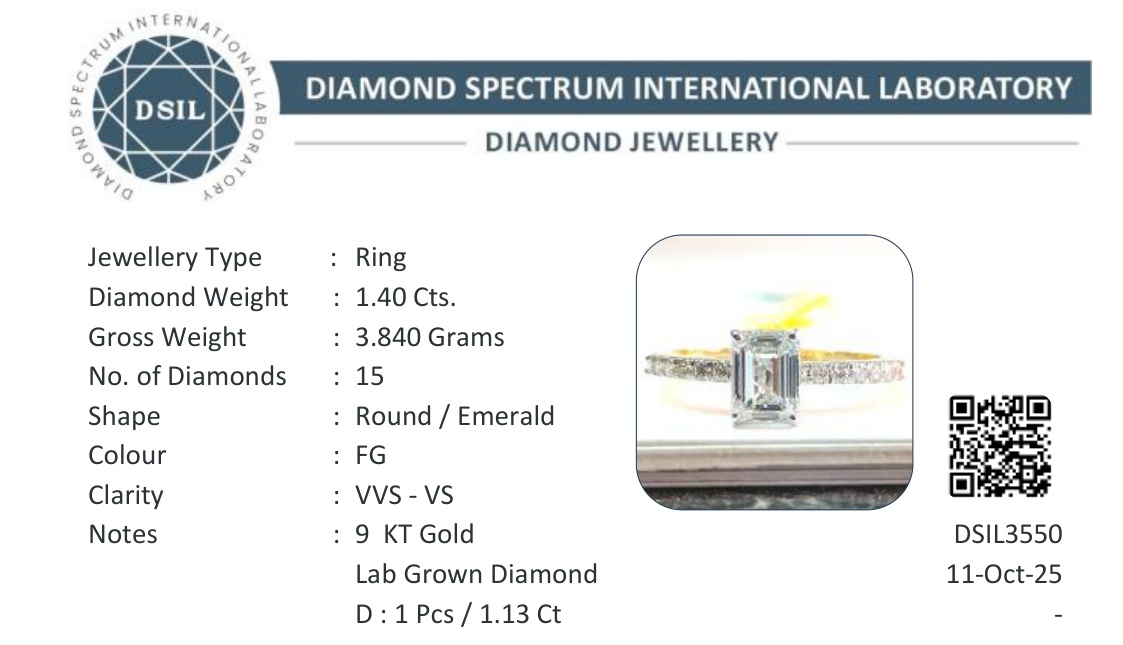 DIAMOND SPECTRUM INTERNATIONAL LABORATORY
DSIL
DIAMOND SPECTRUM INTERNATIONAL LABORATORY
DIAMOND JEWELLERY
Jewellery Type : Ring
Diamond Weight : 1.40 Cts.
Gross Weight : 3.840 Grams
No. of Diamonds : 15
Shape : Round / Emerald
Colour : FG
Clarity : VVS - VS
Notes : 9 KT Gold
DSIL3550
Lab Grown Diamond
11-Oct-25
D : 1 Pcs / 1.13 Ct
-